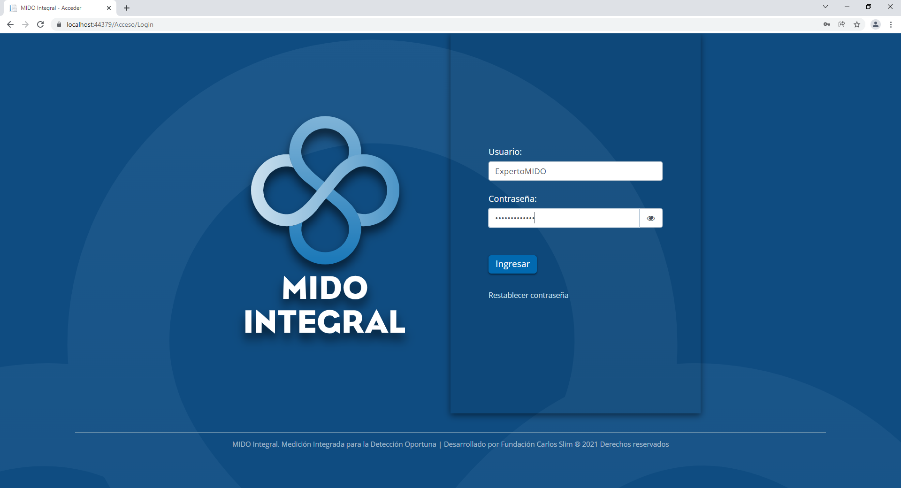 MIDO Integral - Acceder
localhost:44379/Acceso/Login
Usuario:
ExpertoMIDO
Contraseña:
Ingresar
Restablecer contraseña
MIDO
INTEGRAL
MIDO Integral. Medición Integrada para la Detección Oportuna | Desarrollado por Fundación Carlos Slim ® 2021 Derechos reservados